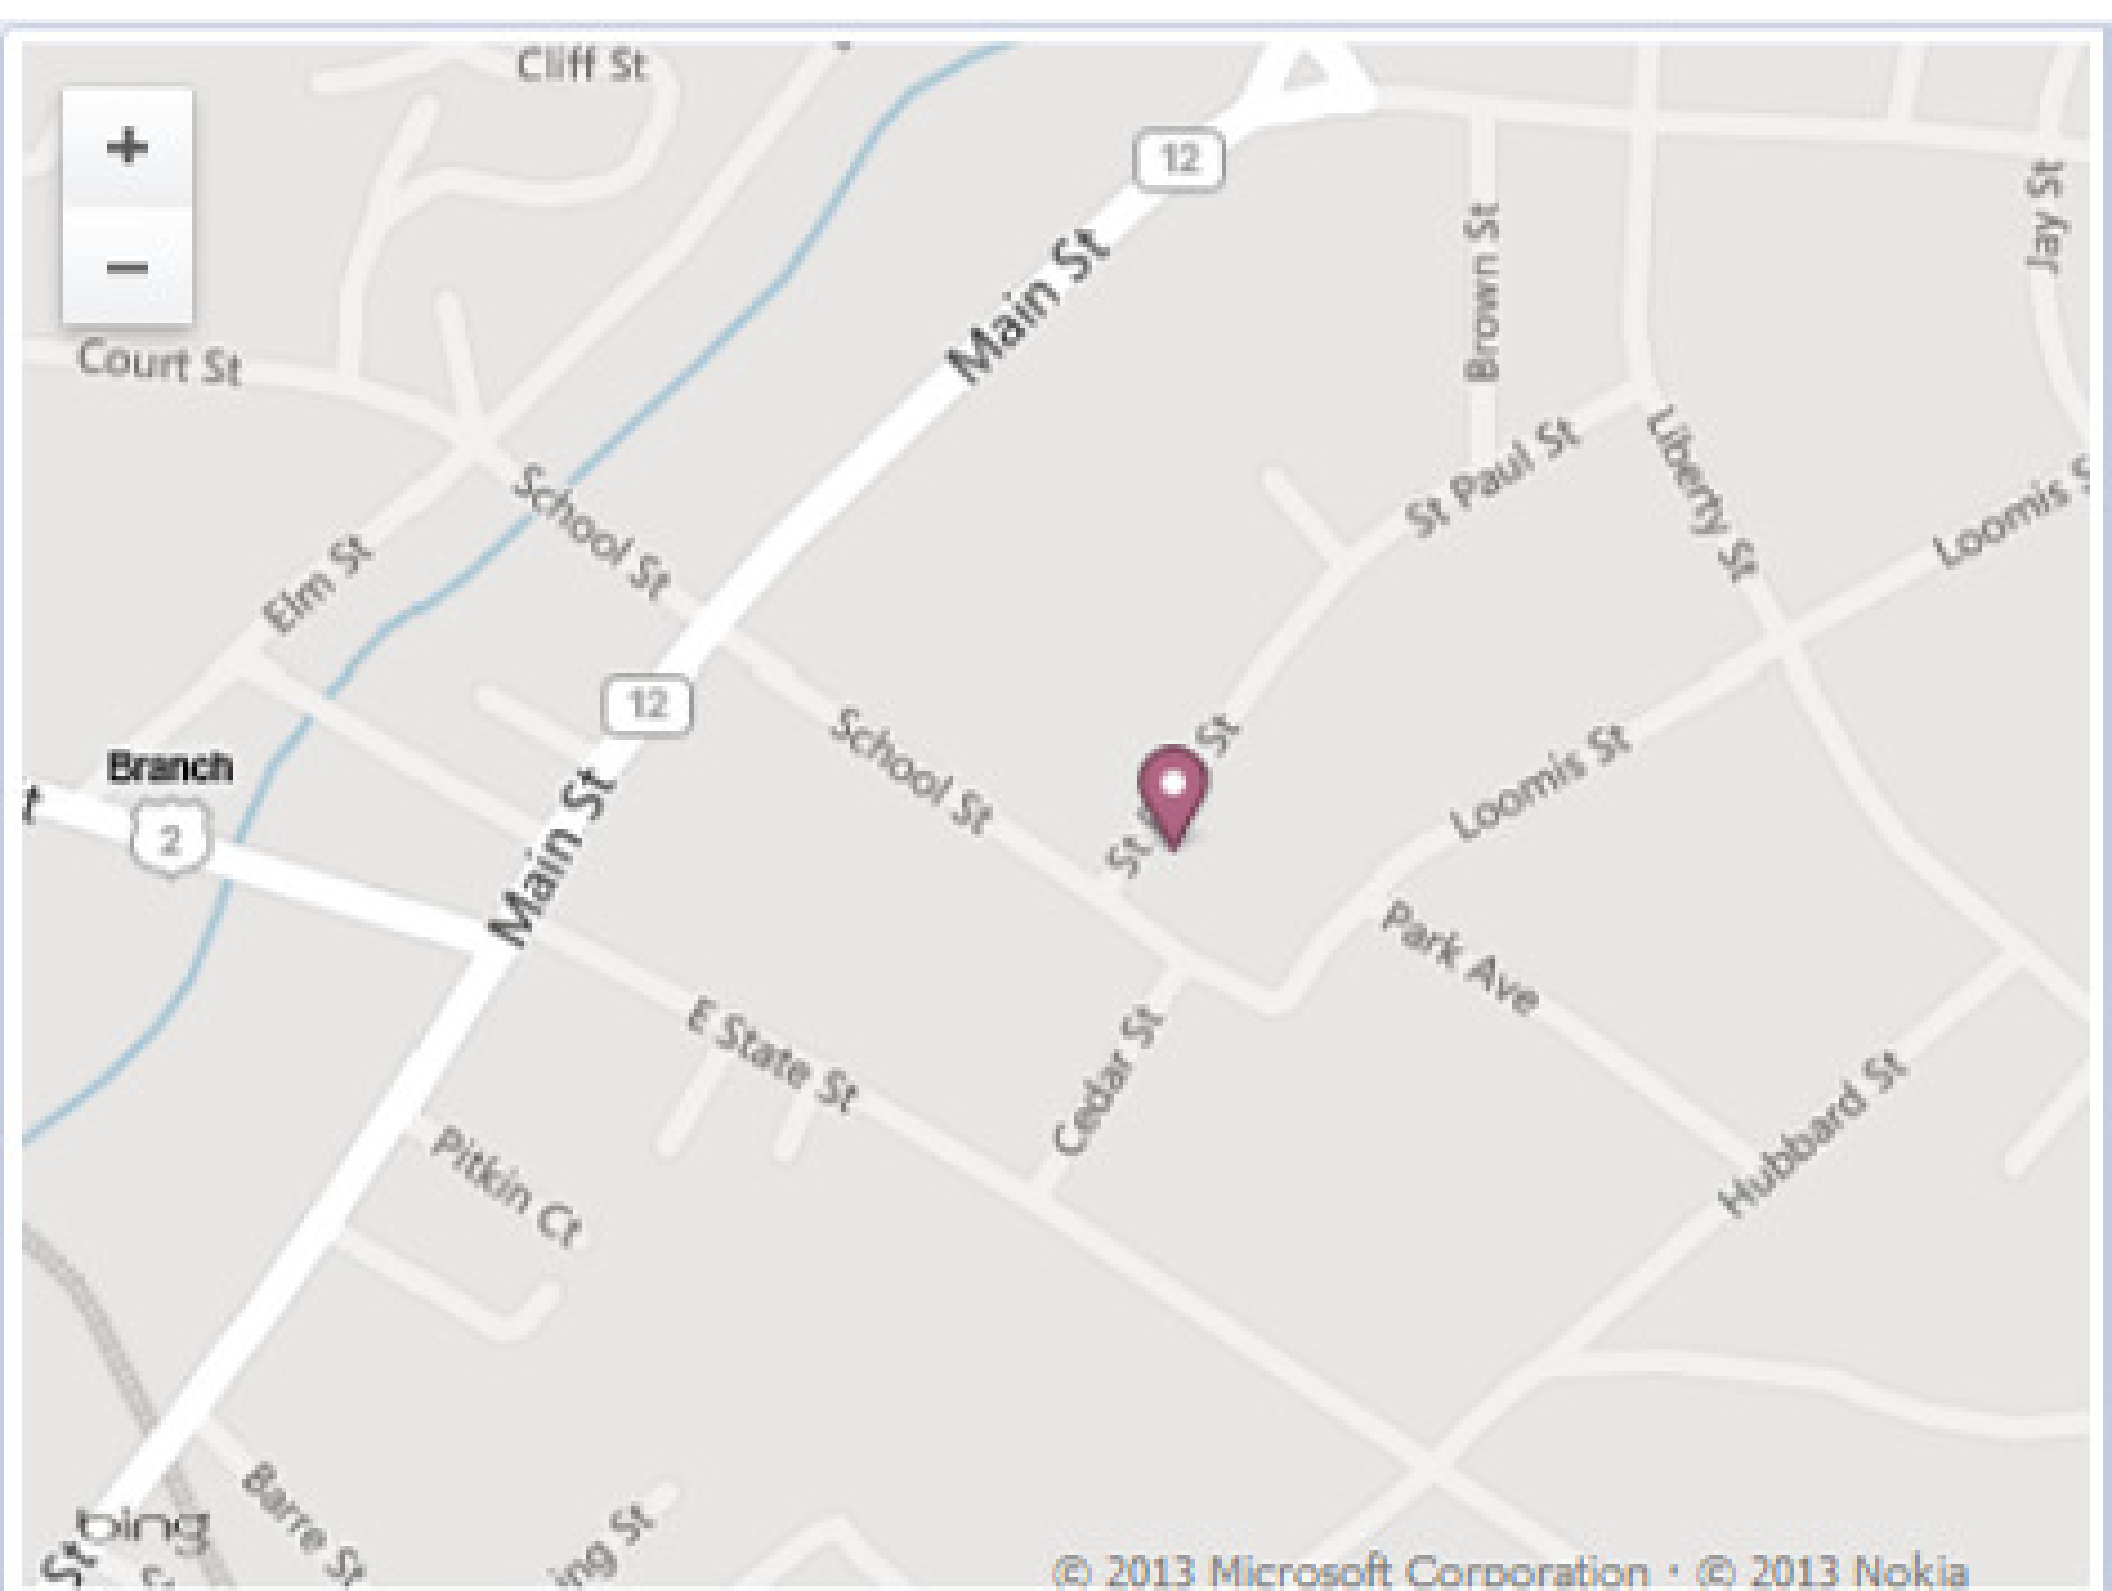 Cliff St
+
12
Jay St
Brown St
Main St
−
Court St
Liberty St
St Paul St
School St
Loomis S
Elm St
12
School St
St
Loomis St
Branch
2
t
Main St
St
Park Ave
E State St
Cedar St
Hubbard St
Pitkin Ct
Barre St
bing
ing St
St
© 2013 Microsoft Corporation · © 2013 Nokia